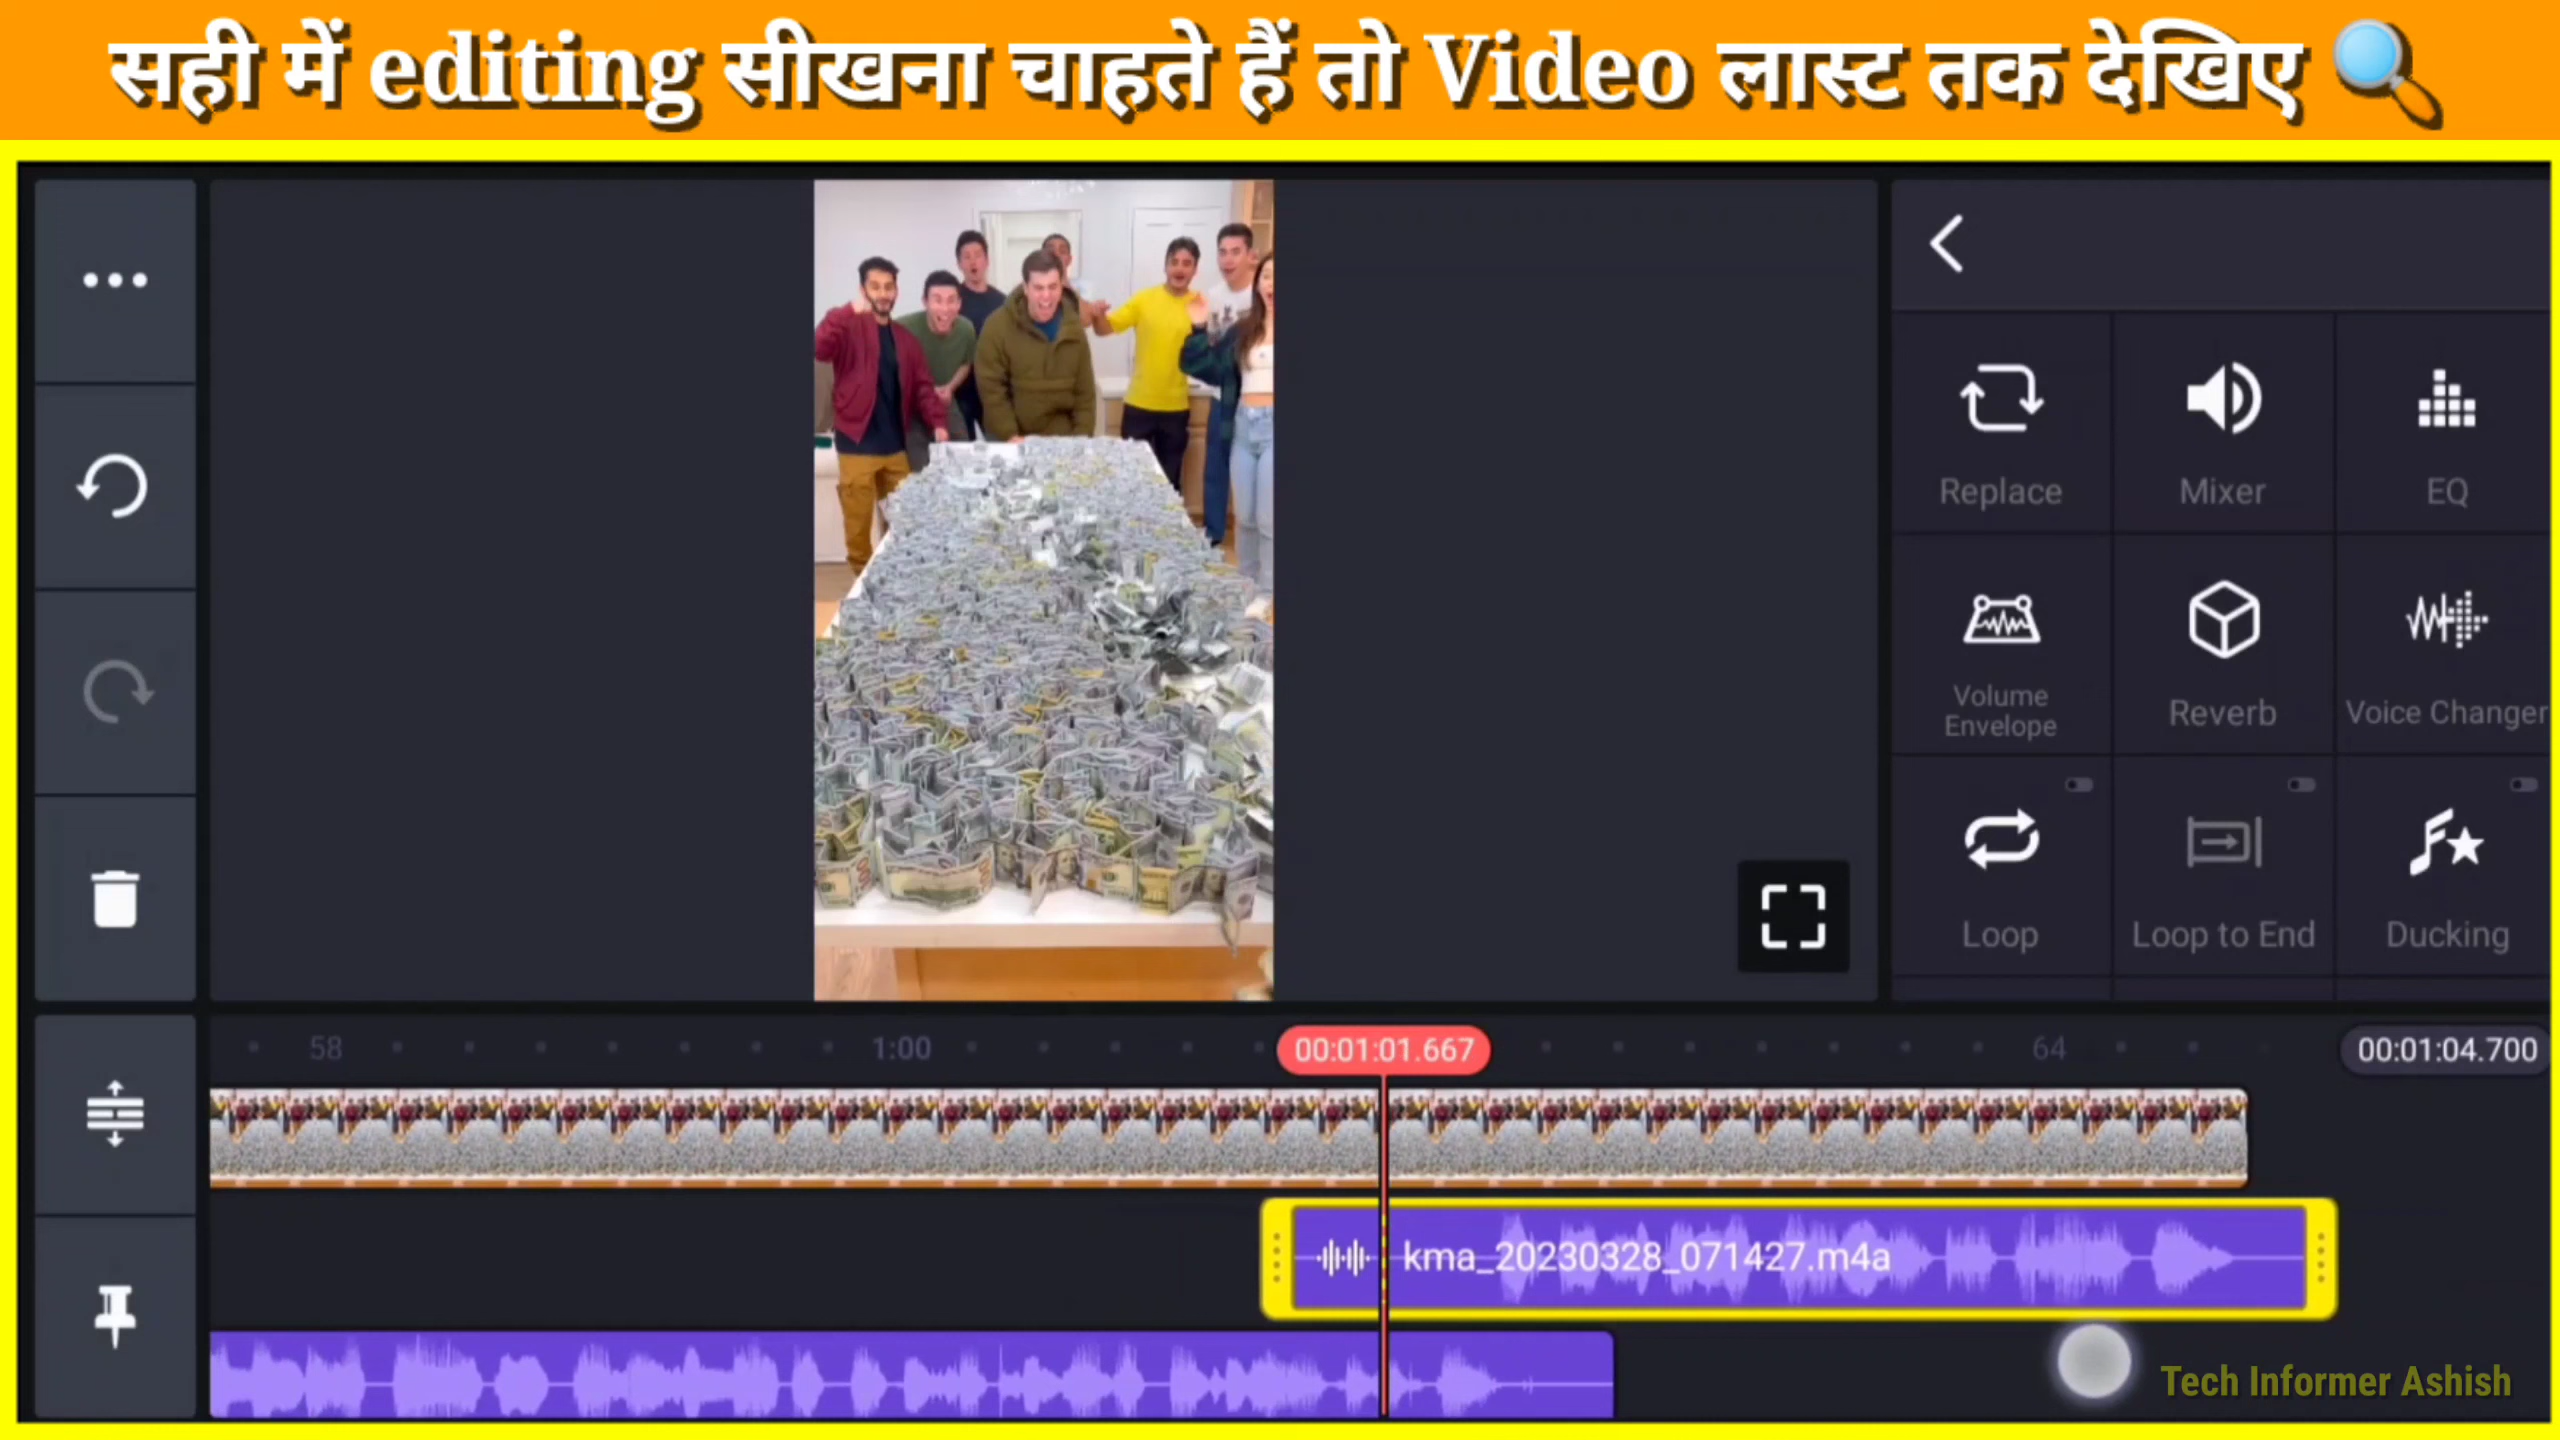 सही में editing सीखना चाहते हैं तो Video लास्ट तक देखिए
Replace
Mixer
EQ
Volume
Envelope
Reverb
Voice Changer
Loop
Loop to End
Ducking
58
1:00
00:01:01.667
64
00:01:04.700
kma_20230328_071427.m4a
Tech Informer Ashish